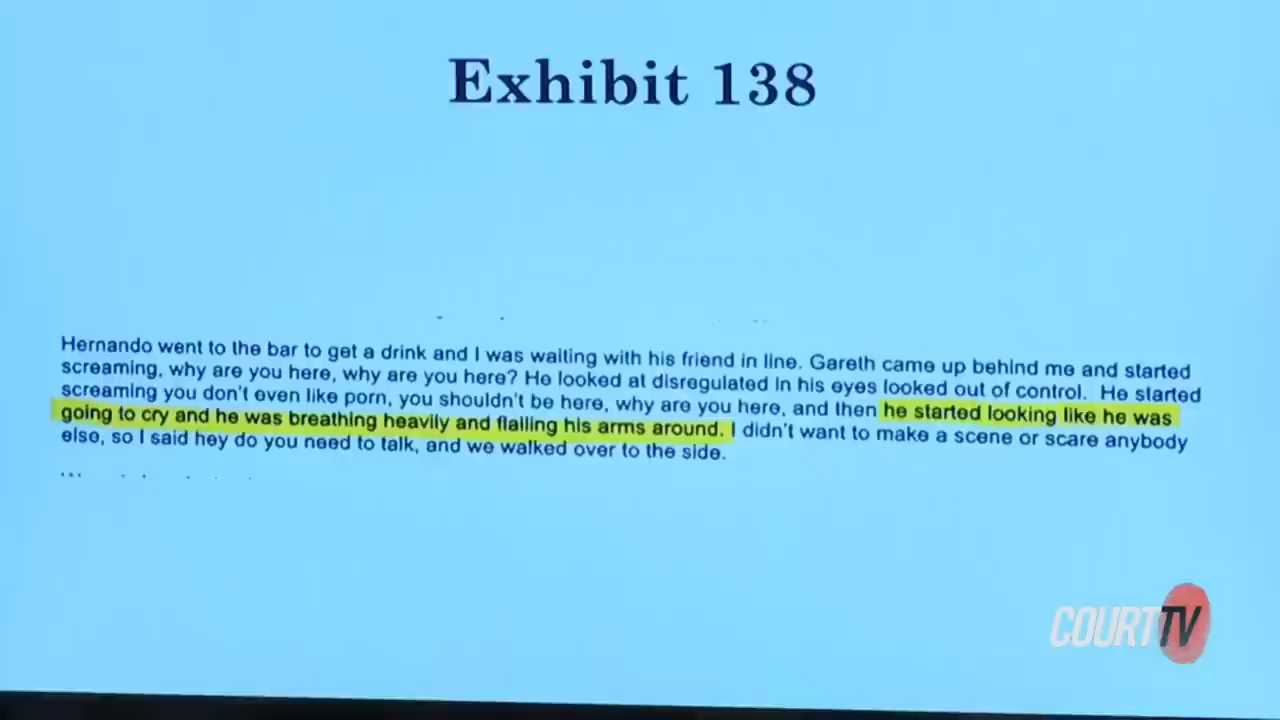 Exhibit 138
Hernando went to the bar to get a drink and I was waiting with his friend in line. Gareth came up behind me and started
screaming, why are you here, why are you here? He looked at disregulated in his eyes looked out of control. He started
screaming you don't even like porn, you shouldn't be here, why are you here, and then he started looking like he was
going to cry and he was breathing heavily and flailing his arms around. I didn't want to make a scene or scare anybody
else, so I said hey do you need to talk, and we walked over to the side.
COURT TV